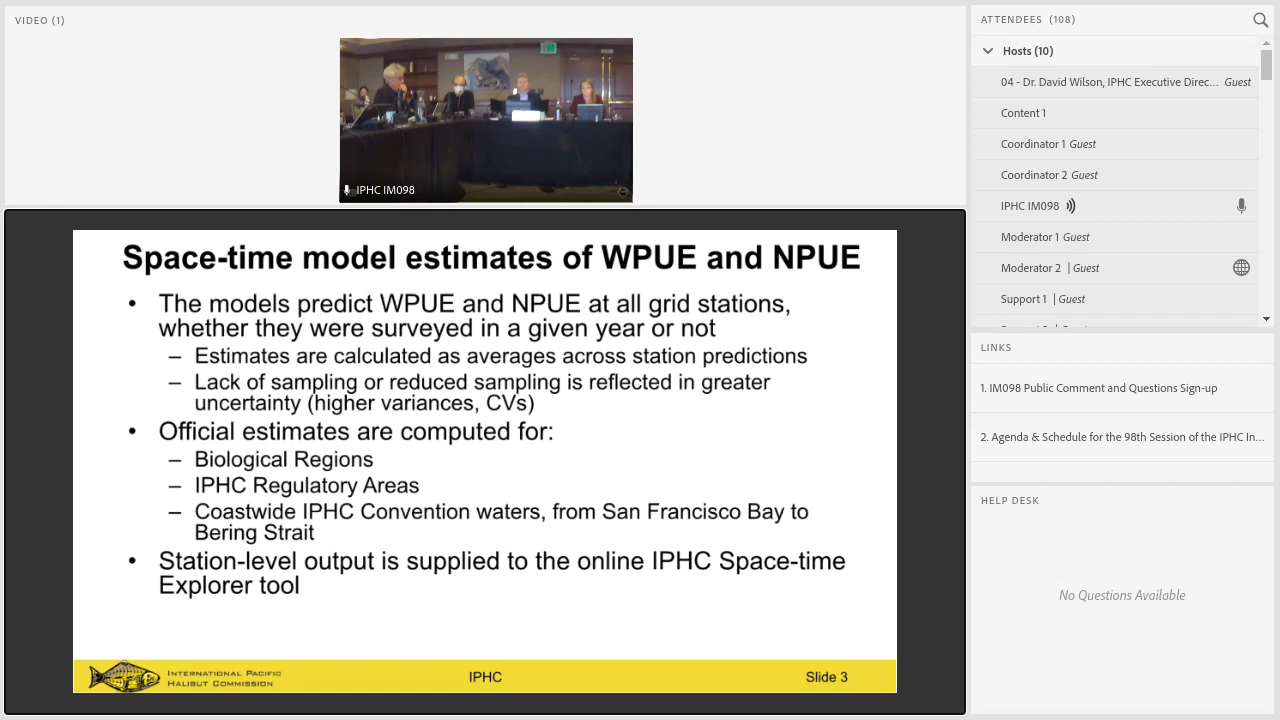 VIDEO (1)
IPHC IM098
Space-time model estimates of WPUE and NPUE
• The models predict WPUE and NPUE at all grid stations,
whether they were surveyed in a given year or not
– Estimates are calculated as averages across station predictions
– Lack of sampling or reduced sampling is reflected in greater
uncertainty (higher variances, CVs)
• Official estimates are computed for:
– Biological Regions
– IPHC Regulatory Areas
– Coastwide IPHC Convention waters, from San Francisco Bay to
Bering Strait
• Station-level output is supplied to the online IPHC Space-time
Explorer tool
INTERNATIONAL PACIFIC
HALIBUT COMMISSION
IPHC
Slide 3
ATTENDEES (108)
Hosts (10)
04 - Dr. David Wilson, IPHC Executive Direc... Guest
Content 1
Coordinator 1 Guest
Coordinator 2 Guest
IPHC IM098
Moderator 1 Guest
Moderator 2 | Guest
Support 1 | Guest
LINKS
1. IM098 Public Comment and Questions Sign-up
2. Agenda & Schedule for the 98th Session of the IPHC In...
HELP DESK
No Questions Available